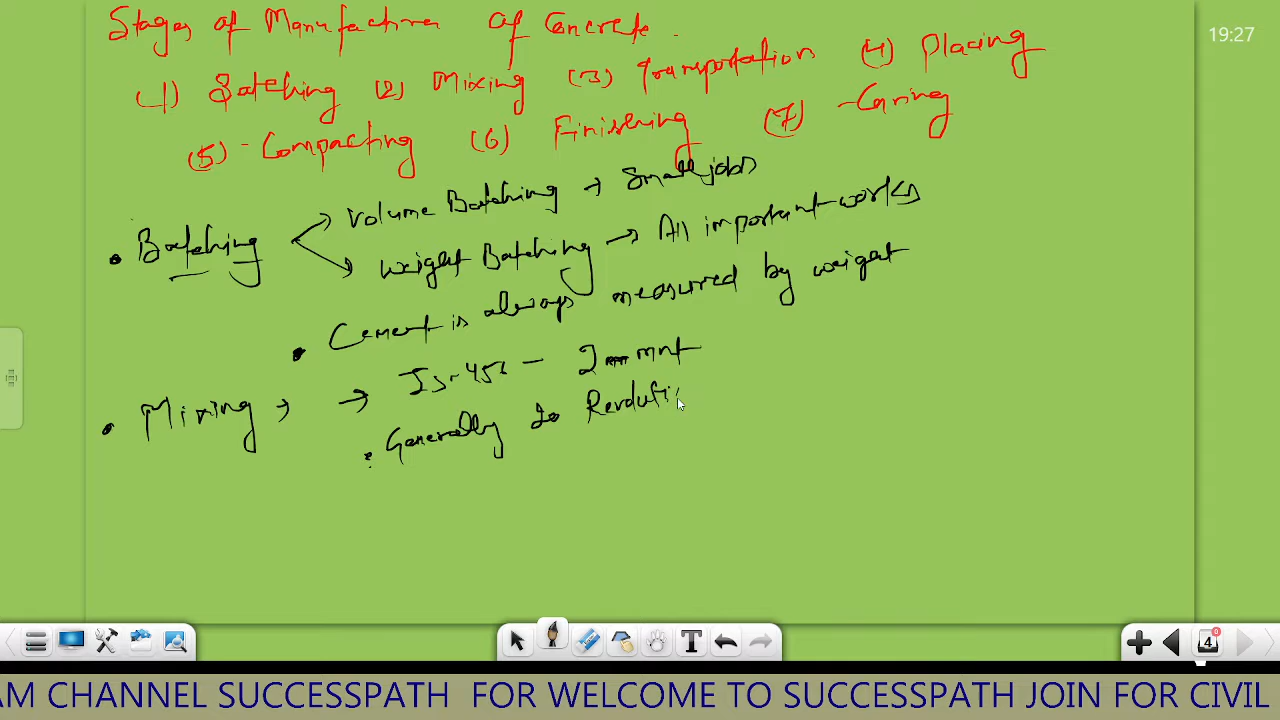 19:27
Stages of Manufacture of Concrete.
(1) Batching (2) Mixing (3) Transportation (4) Placing
(5) Compacting (6) Finishing (7) Curing
• Batching → Volume Batching → Small jobs
→ Weight Batching → All important works
• Cement is always measured by weight
• Mixing → → IS-456 - 2 mnt
• Generally 20 Revoluti
4
AM CHANNEL SUCCESSPATH FOR WELCOME TO SUCCESSPATH JOIN FOR CIVIL